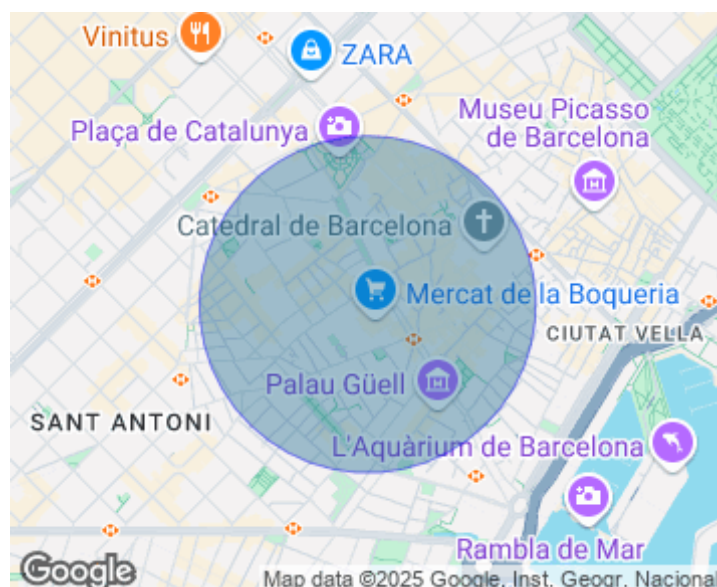 Vinitus
ZARA
Plaça de Catalunya
Museu Picasso
de Barcelona
Catedral de Barcelona
Mercat de la Boqueria
CIUTAT VELLA
Palau Güell
SANT ANTONI
L'Aquàrium de Barcelona
Rambla de Mar
Google
Map data ©2025 Google, Inst. Geogr. Nacional